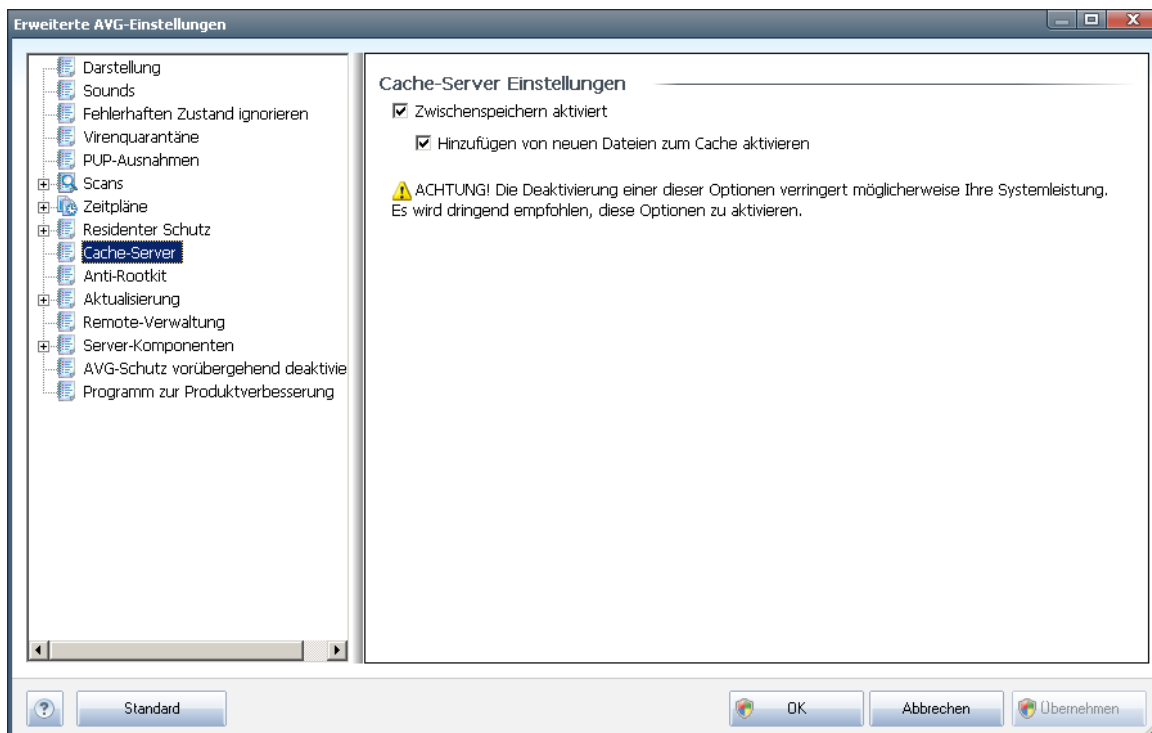 Erweiterte AVG-Einstellungen
Darstellung
Sounds
Fehlerhaften Zustand ignorieren
Virenquarantäne
PUP-Ausnahmen
Scans
Zeitpläne
Residenter Schutz
Cache-Server
Anti-Rootkit
Aktualisierung
Remote-Verwaltung
Server-Komponenten
AVG-Schutz vorübergehend deaktivie
Programm zur Produktverbesserung
Cache-Server Einstellungen
Zwischenspeichern aktiviert
Hinzufügen von neuen Dateien zum Cache aktivieren
ACHTUNG! Die Deaktivierung einer dieser Optionen verringert möglicherweise Ihre Systemleistung.
Es wird dringend empfohlen, diese Optionen zu aktivieren.
?
Standard
OK
Abbrechen
Übernehmen